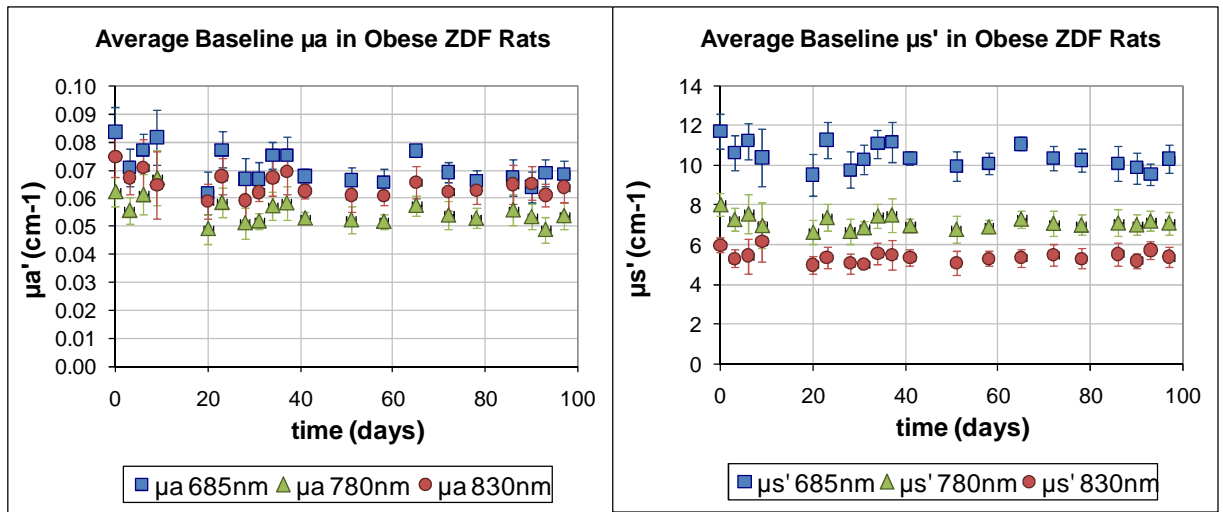 Average Baseline µa in Obese ZDF Rats
0.10
0.09
0.08
0.07
0.06
0.05
0.04
0.03
0.02
0.01
0.00
µa' (cm-1)
0 20 40 60 80 100
time (days)
µa 685nm µa 780nm µa 830nm
Average Baseline µs' in Obese ZDF Rats
14
12
10
8
6
4
2
0
µs' (cm-1)
0 20 40 60 80 100
time (days)
µs' 685nm µs' 780nm µs' 830nm